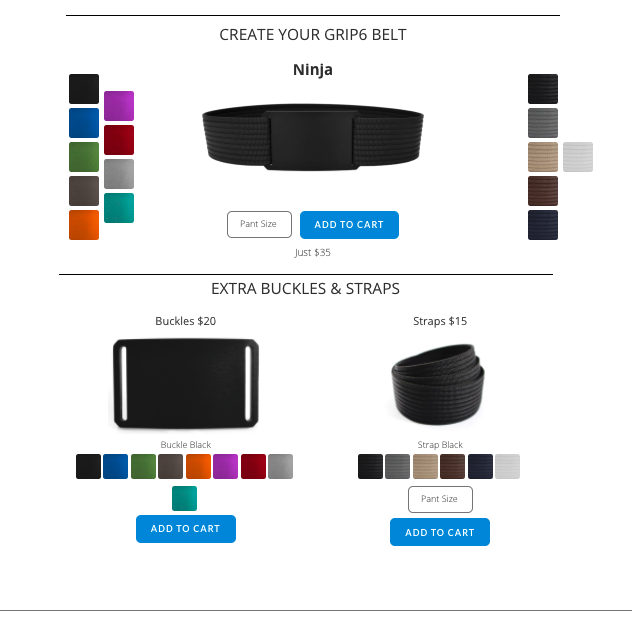 CREATE YOUR GRIP6 BELT
Ninja
Pant Size
ADD TO CART
Just $35
EXTRA BUCKLES & STRAPS
Buckles $20
Straps $15
Buckle Black
Strap Black
Pant Size
ADD TO CART
ADD TO CART